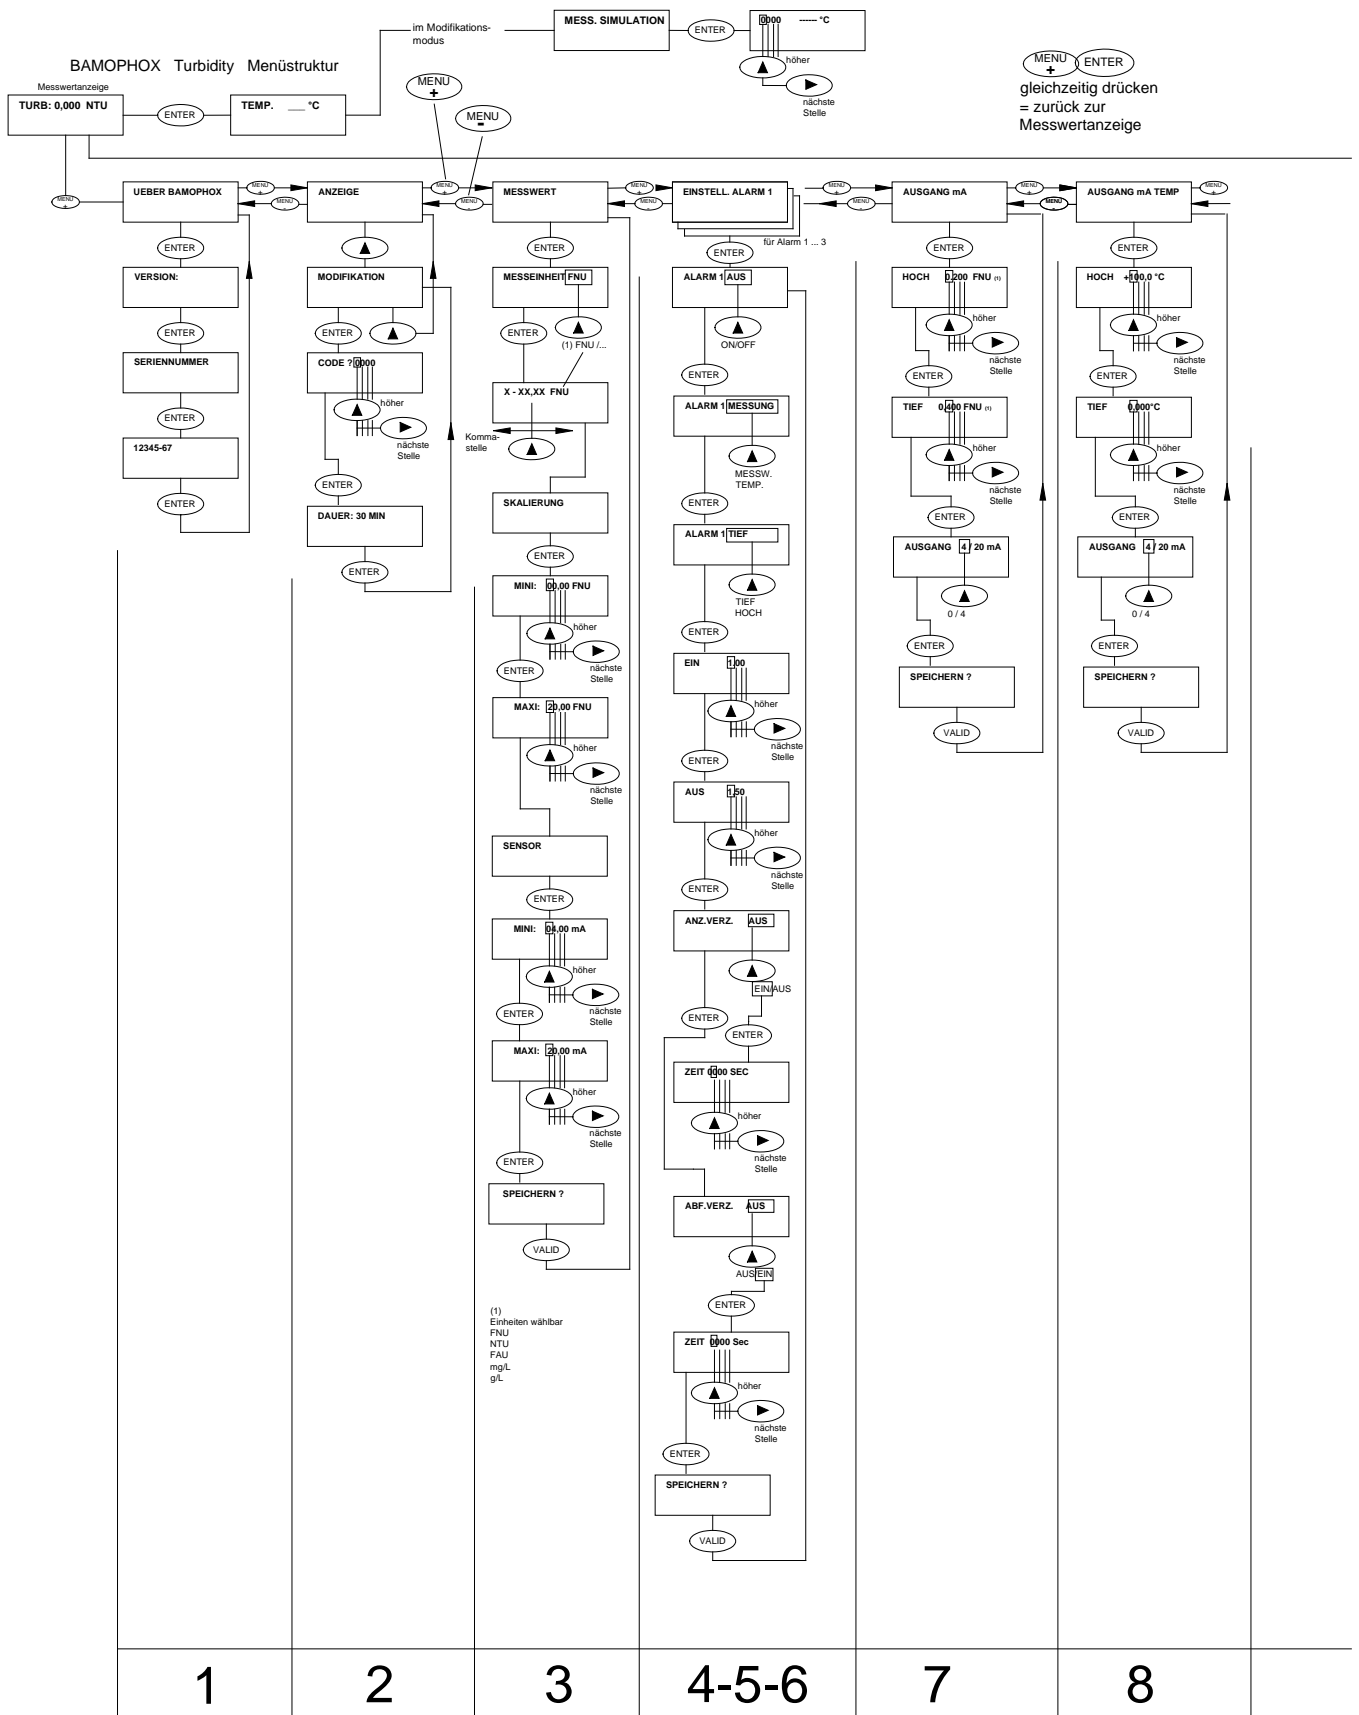 im Modifikations-
modus
MESS. SIMULATION
ENTER
0000 ------ °C
höher
nächste
Stelle
BAMOPHOX Turbidity Menüstruktur
Messwertanzeige
TURB: 0,000 NTU
ENTER
TEMP. ___ °C
MENU
+
MENU
-
MENU
+
ENTER
gleichzeitig drücken
= zurück zur
Messwertanzeige
MENU
+
UEBER BAMOPHOX
MENU
+
MENU
-
ENTER
VERSION:
ENTER
SERIENNUMMER
ENTER
12345-67
ENTER
ANZEIGE
MENU
+
MENU
-
MODIFIKATION
ENTER
CODE ? 0000
höher
nächste
Stelle
ENTER
DAUER: 30 MIN
ENTER
MESSWERT
MENU
+
MENU
-
ENTER
MESSEINHEIT FNU
ENTER
(1) FNU /...
X - XX,XX FNU
Komma-
stelle
SKALIERUNG
ENTER
MINI: 00,00 FNU
höher
nächste
Stelle
ENTER
MAXI: 20,00 FNU
höher
nächste
Stelle
SENSOR
ENTER
MINI: 04,00 mA
höher
nächste
Stelle
ENTER
MAXI: 20,00 mA
höher
nächste
Stelle
ENTER
SPEICHERN ?
VALID
(1)
Einheiten wählbar
FNU
NTU
FAU
mg/L
g/L
EINSTELL. ALARM 1
MENU
+
MENU
-
für Alarm 1 ... 3
ENTER
ALARM 1 AUS
ON/OFF
ENTER
ALARM 1 MESSUNG
MESSW.
TEMP.
ENTER
ALARM 1 TIEF
TIEF
HOCH
ENTER
EIN 1,00
höher
nächste
Stelle
ENTER
AUS 1,50
höher
nächste
Stelle
ENTER
ANZ.VERZ. AUS
EIN/AUS
ENTER
ENTER
ZEIT 0000 SEC
höher
nächste
Stelle
ABF.VERZ. AUS
AUS/EIN
ENTER
ZEIT 0000 Sec
höher
nächste
Stelle
ENTER
SPEICHERN ?
VALID
AUSGANG mA
MENU
+
MENU
-
ENTER
HOCH 0,200 FNU (1)
höher
nächste
Stelle
ENTER
TIEF 0,400 FNU (1)
höher
nächste
Stelle
ENTER
AUSGANG 4 / 20 mA
0 / 4
ENTER
SPEICHERN ?
VALID
AUSGANG mA TEMP
MENU
+
ENTER
HOCH +100,0 °C
höher
nächste
Stelle
ENTER
TIEF 0,000°C
höher
nächste
Stelle
ENTER
AUSGANG 4 / 20 mA
0 / 4
ENTER
SPEICHERN ?
VALID
1
2
3
4-5-6
7
8